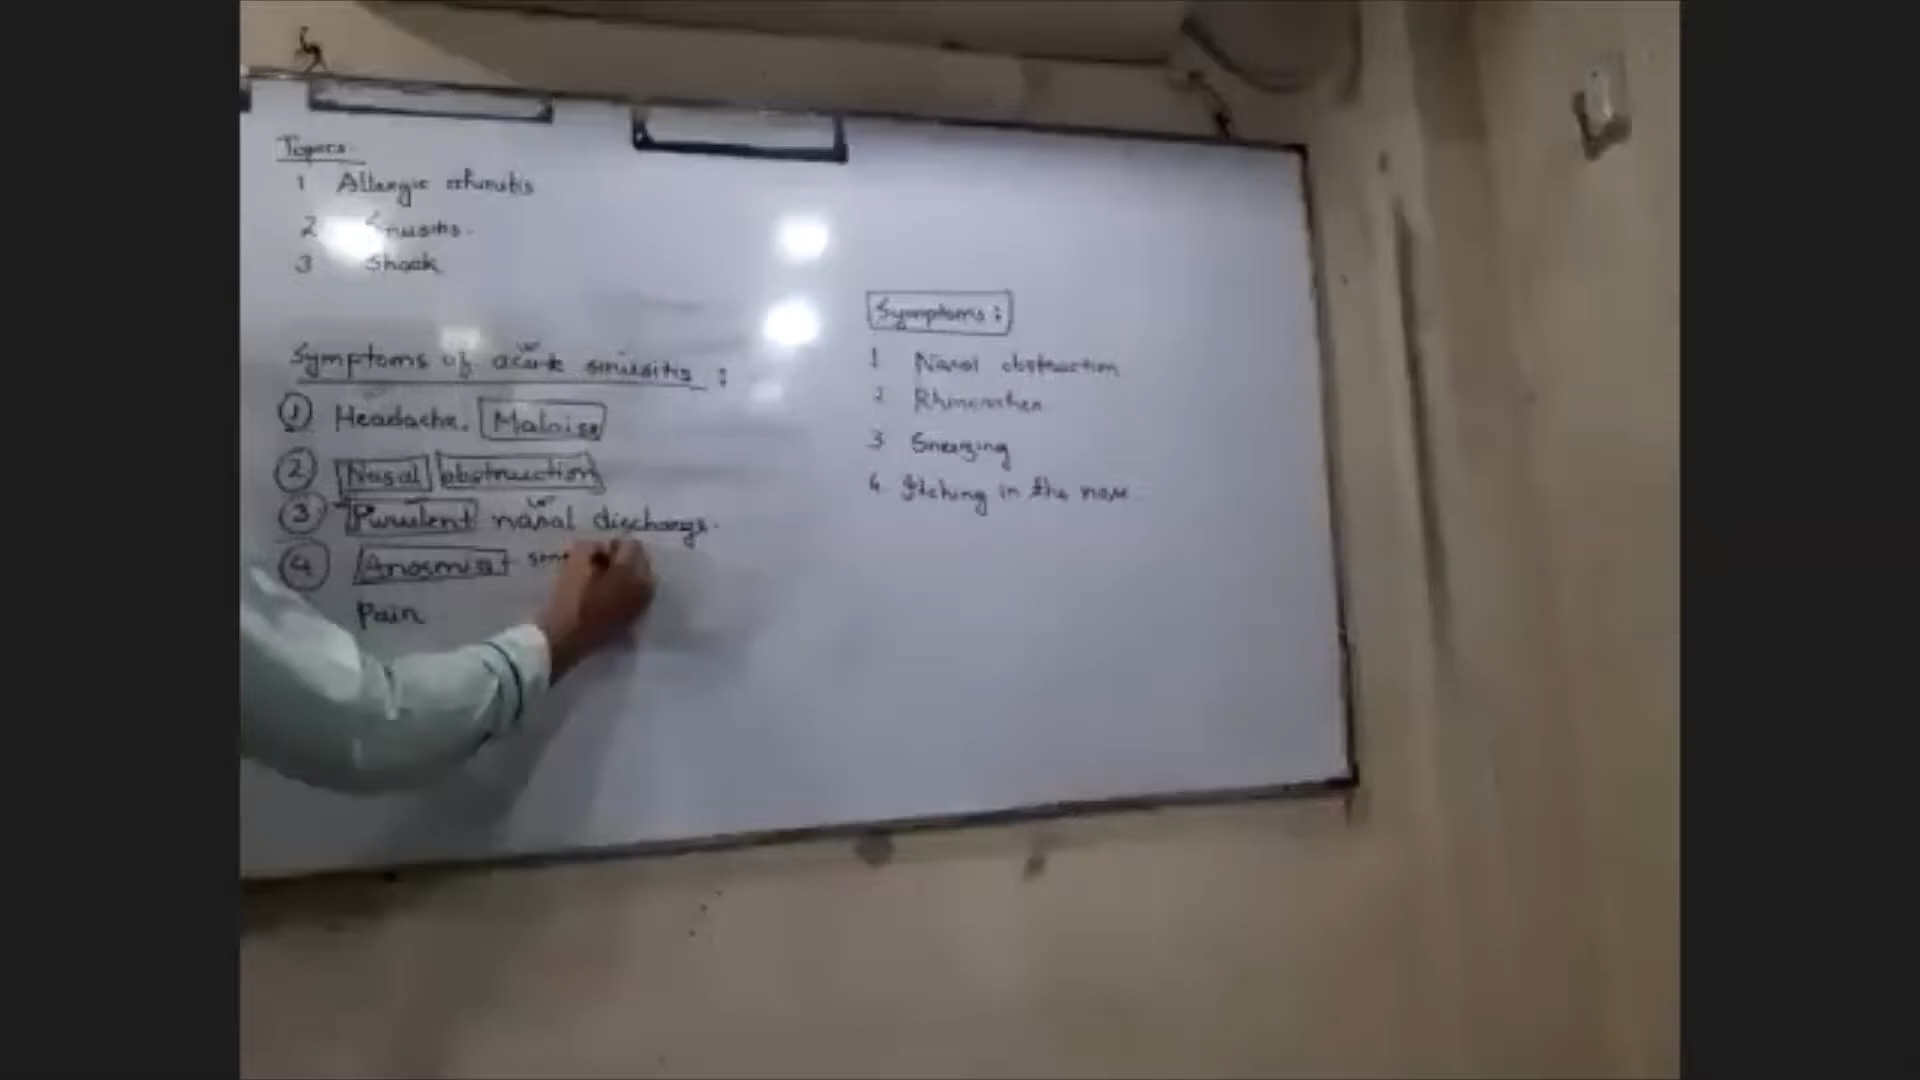 Topics.
1 Allergic rhinitis
2 Sinusitis.
3 Shock
Symptoms of acute sinusitis :
1 Headache. Malaise
2 Nasal obstruction
3 Purulent nasal discharge.
4 Anosmia
Pain
Symptoms :
1 Nasal obstruction
2 Rhinorrhea
3 Sneezing
4 Itching in the nose.